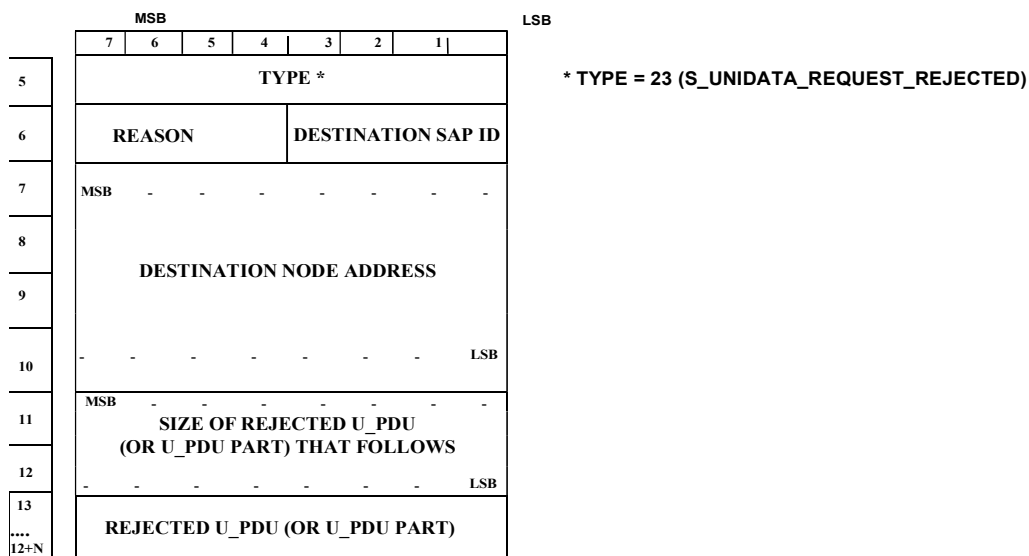 MSB LSB
7 6 5 4 3 2 1
5 TYPE * * TYPE = 23 (S_UNIDATA_REQUEST_REJECTED)
6 REASON DESTINATION SAP ID
7 MSB - - - - - - -
8
DESTINATION NODE ADDRESS
9
10 - - - - - - - LSB
MSB - - - - - - -
11 SIZE OF REJECTED U_PDU
(OR U_PDU PART) THAT FOLLOWS
12 - - - - - - - LSB
13
REJECTED U_PDU (OR U_PDU PART)
....
12+N